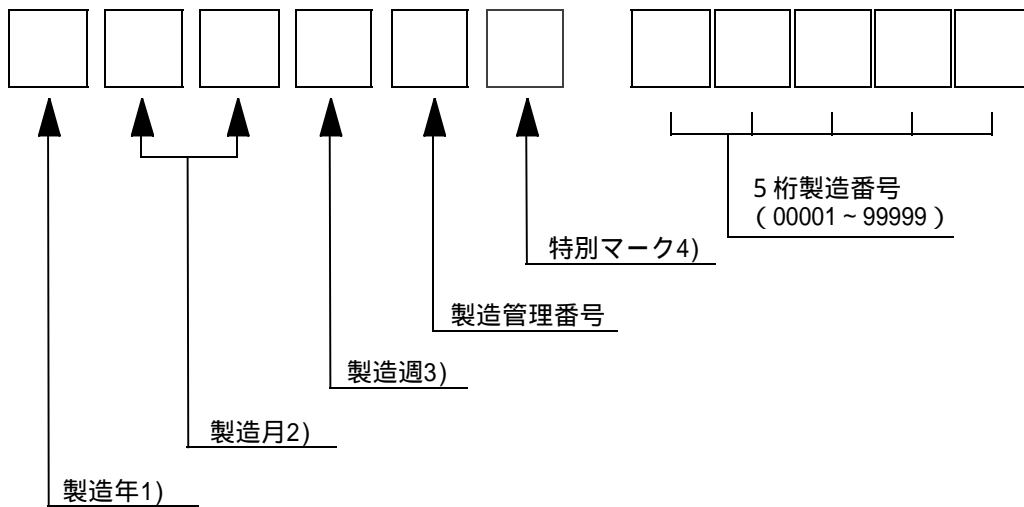 5 桁製造番号
( 00001 ~ 99999 )
特別マーク4)
製造管理番号
製造週3)
製造月2)
製造年1)